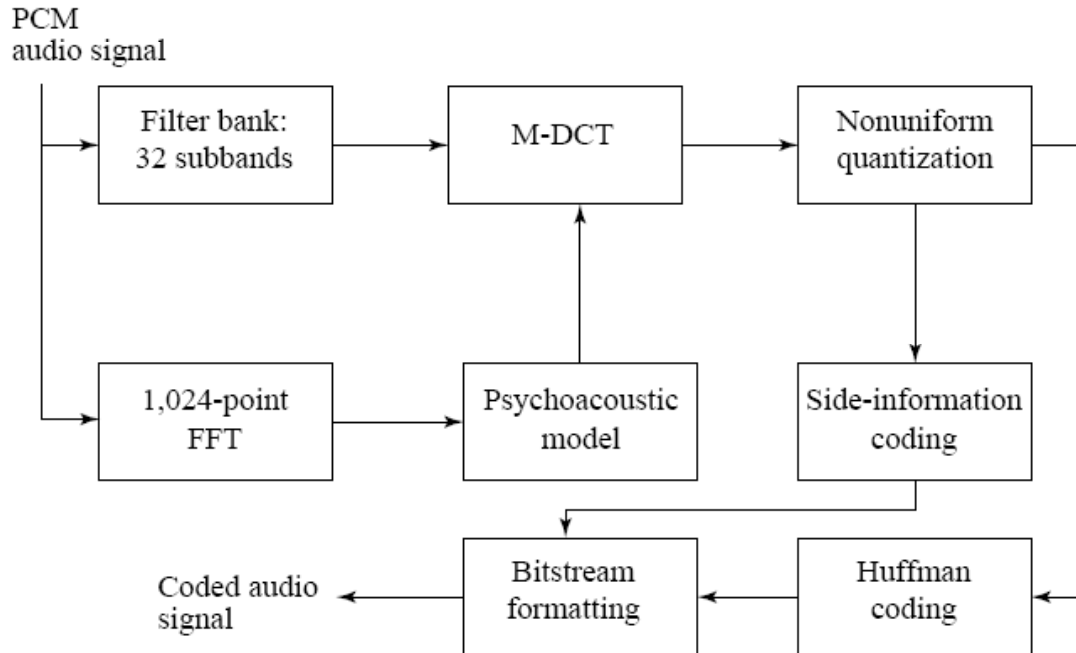 PCM
audio signal
Filter bank:
32 subbands
M-DCT
Nonuniform
quantization
1,024-point
FFT
Psychoacoustic
model
Side-information
coding
Coded audio
signal
Bitstream
formatting
Huffman
coding